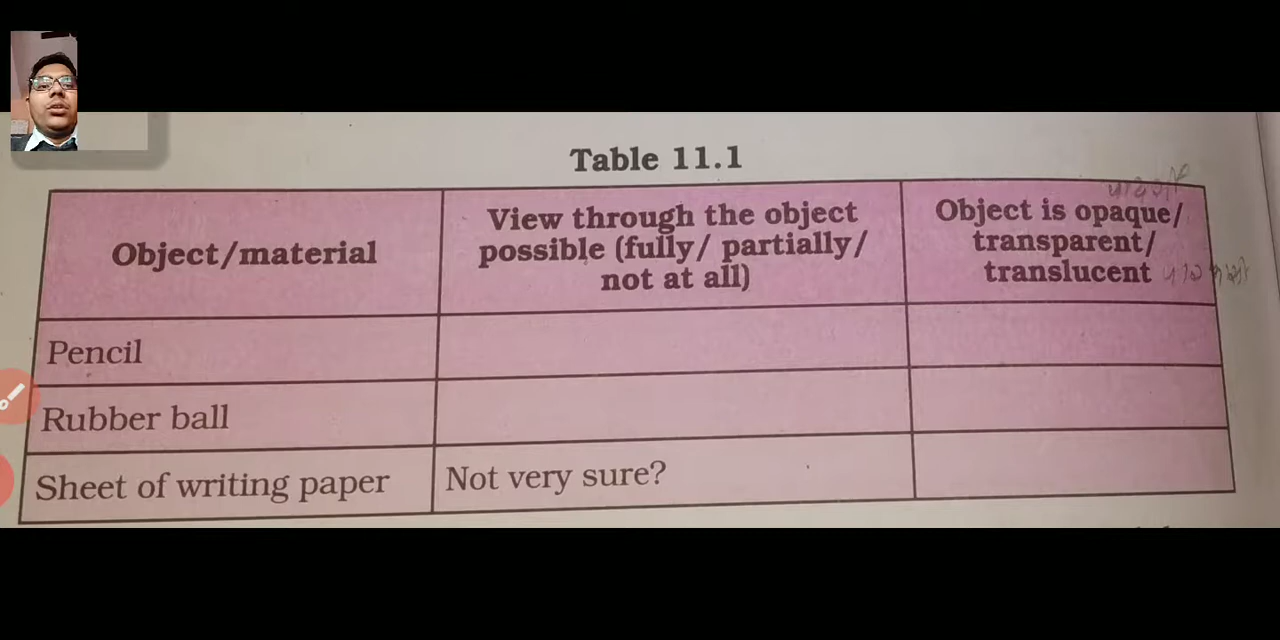 Table 11.1
Object/material
View through the object
possible (fully/ partially/
not at all)
Object is opaque/
transparent/
translucent
Pencil
Rubber ball
Sheet of writing paper
Not very sure?